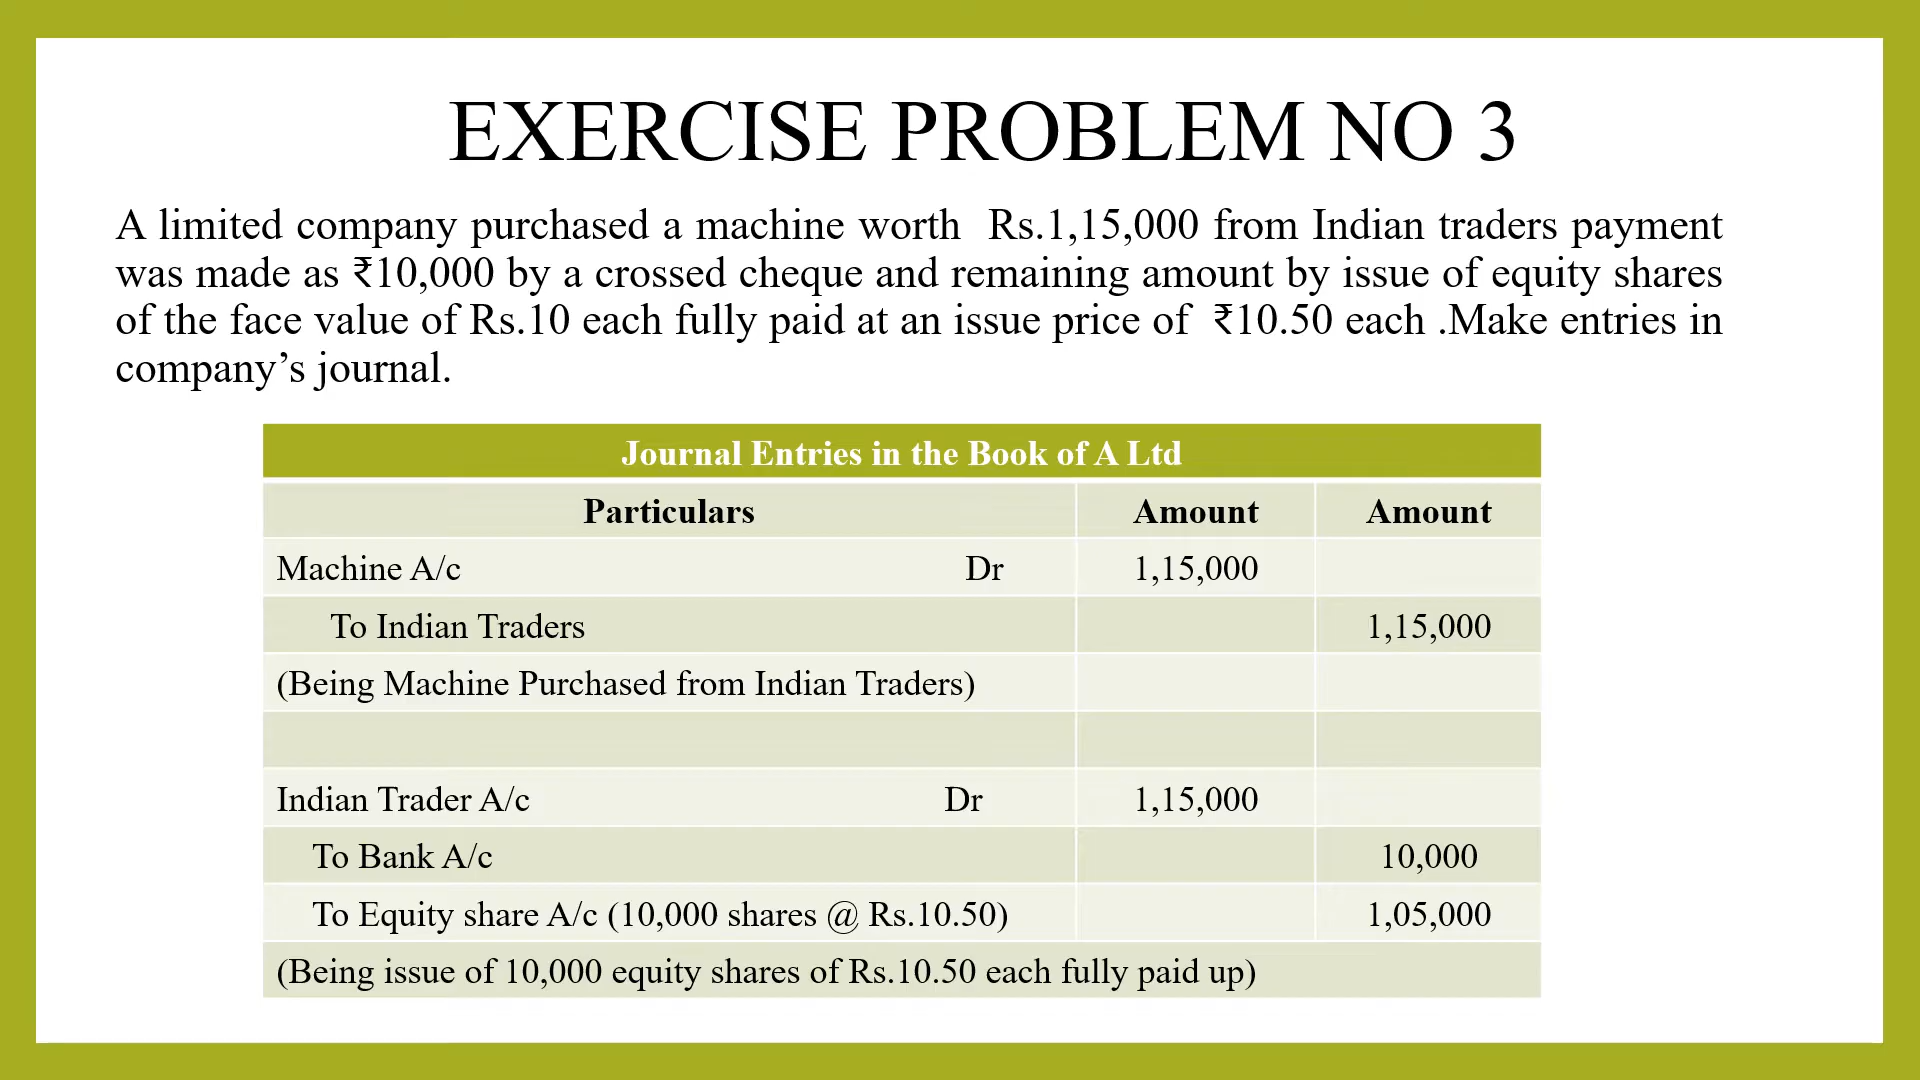 EXERCISE PROBLEM NO 3
A limited company purchased a machine worth Rs.1,15,000 from Indian traders payment
was made as ₹10,000 by a crossed cheque and remaining amount by issue of equity shares
of the face value of Rs.10 each fully paid at an issue price of ₹10.50 each .Make entries in
company’s journal.
Journal Entries in the Book of A Ltd
Particulars Amount Amount
Machine A/c Dr 1,15,000
To Indian Traders 1,15,000
(Being Machine Purchased from Indian Traders)
Indian Trader A/c Dr 1,15,000
To Bank A/c 10,000
To Equity share A/c (10,000 shares @ Rs.10.50) 1,05,000
(Being issue of 10,000 equity shares of Rs.10.50 each fully paid up)